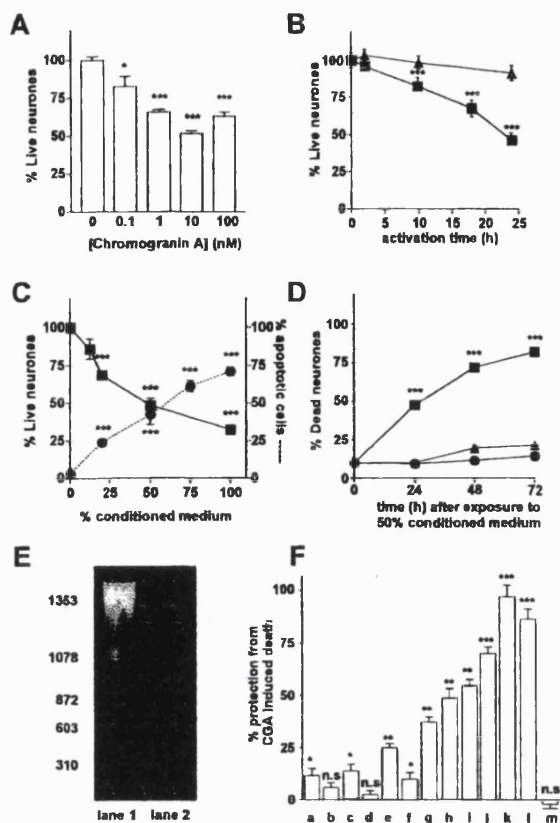 A
% Live neurones
100
75
50
25
0
*
***
***
***
0 0.1 1 10 100
[Chromogranin A] (nM)
B
% Live neurones
100
75
50
25
0
***
***
***
0 5 10 15 20 25
activation time (h)
C
% Live neurones
100
75
50
25
0
***
***
***
***
***
***
***
100
75
50
25
0
% apoptotic cells
0 25 50 75 100
% conditioned medium
D
% Dead neurones
100
75
50
25
0
***
***
***
0 24 48 72
time (h) after exposure to
50% conditioned medium
E
1353
1078
872
603
310
lane 1 lane 2
F
% protection from
CGA induced death
100
75
50
25
0
* n.s * n.s ** * ** ** ** *** *** *** n.s
a b c d e f g h i j k l m